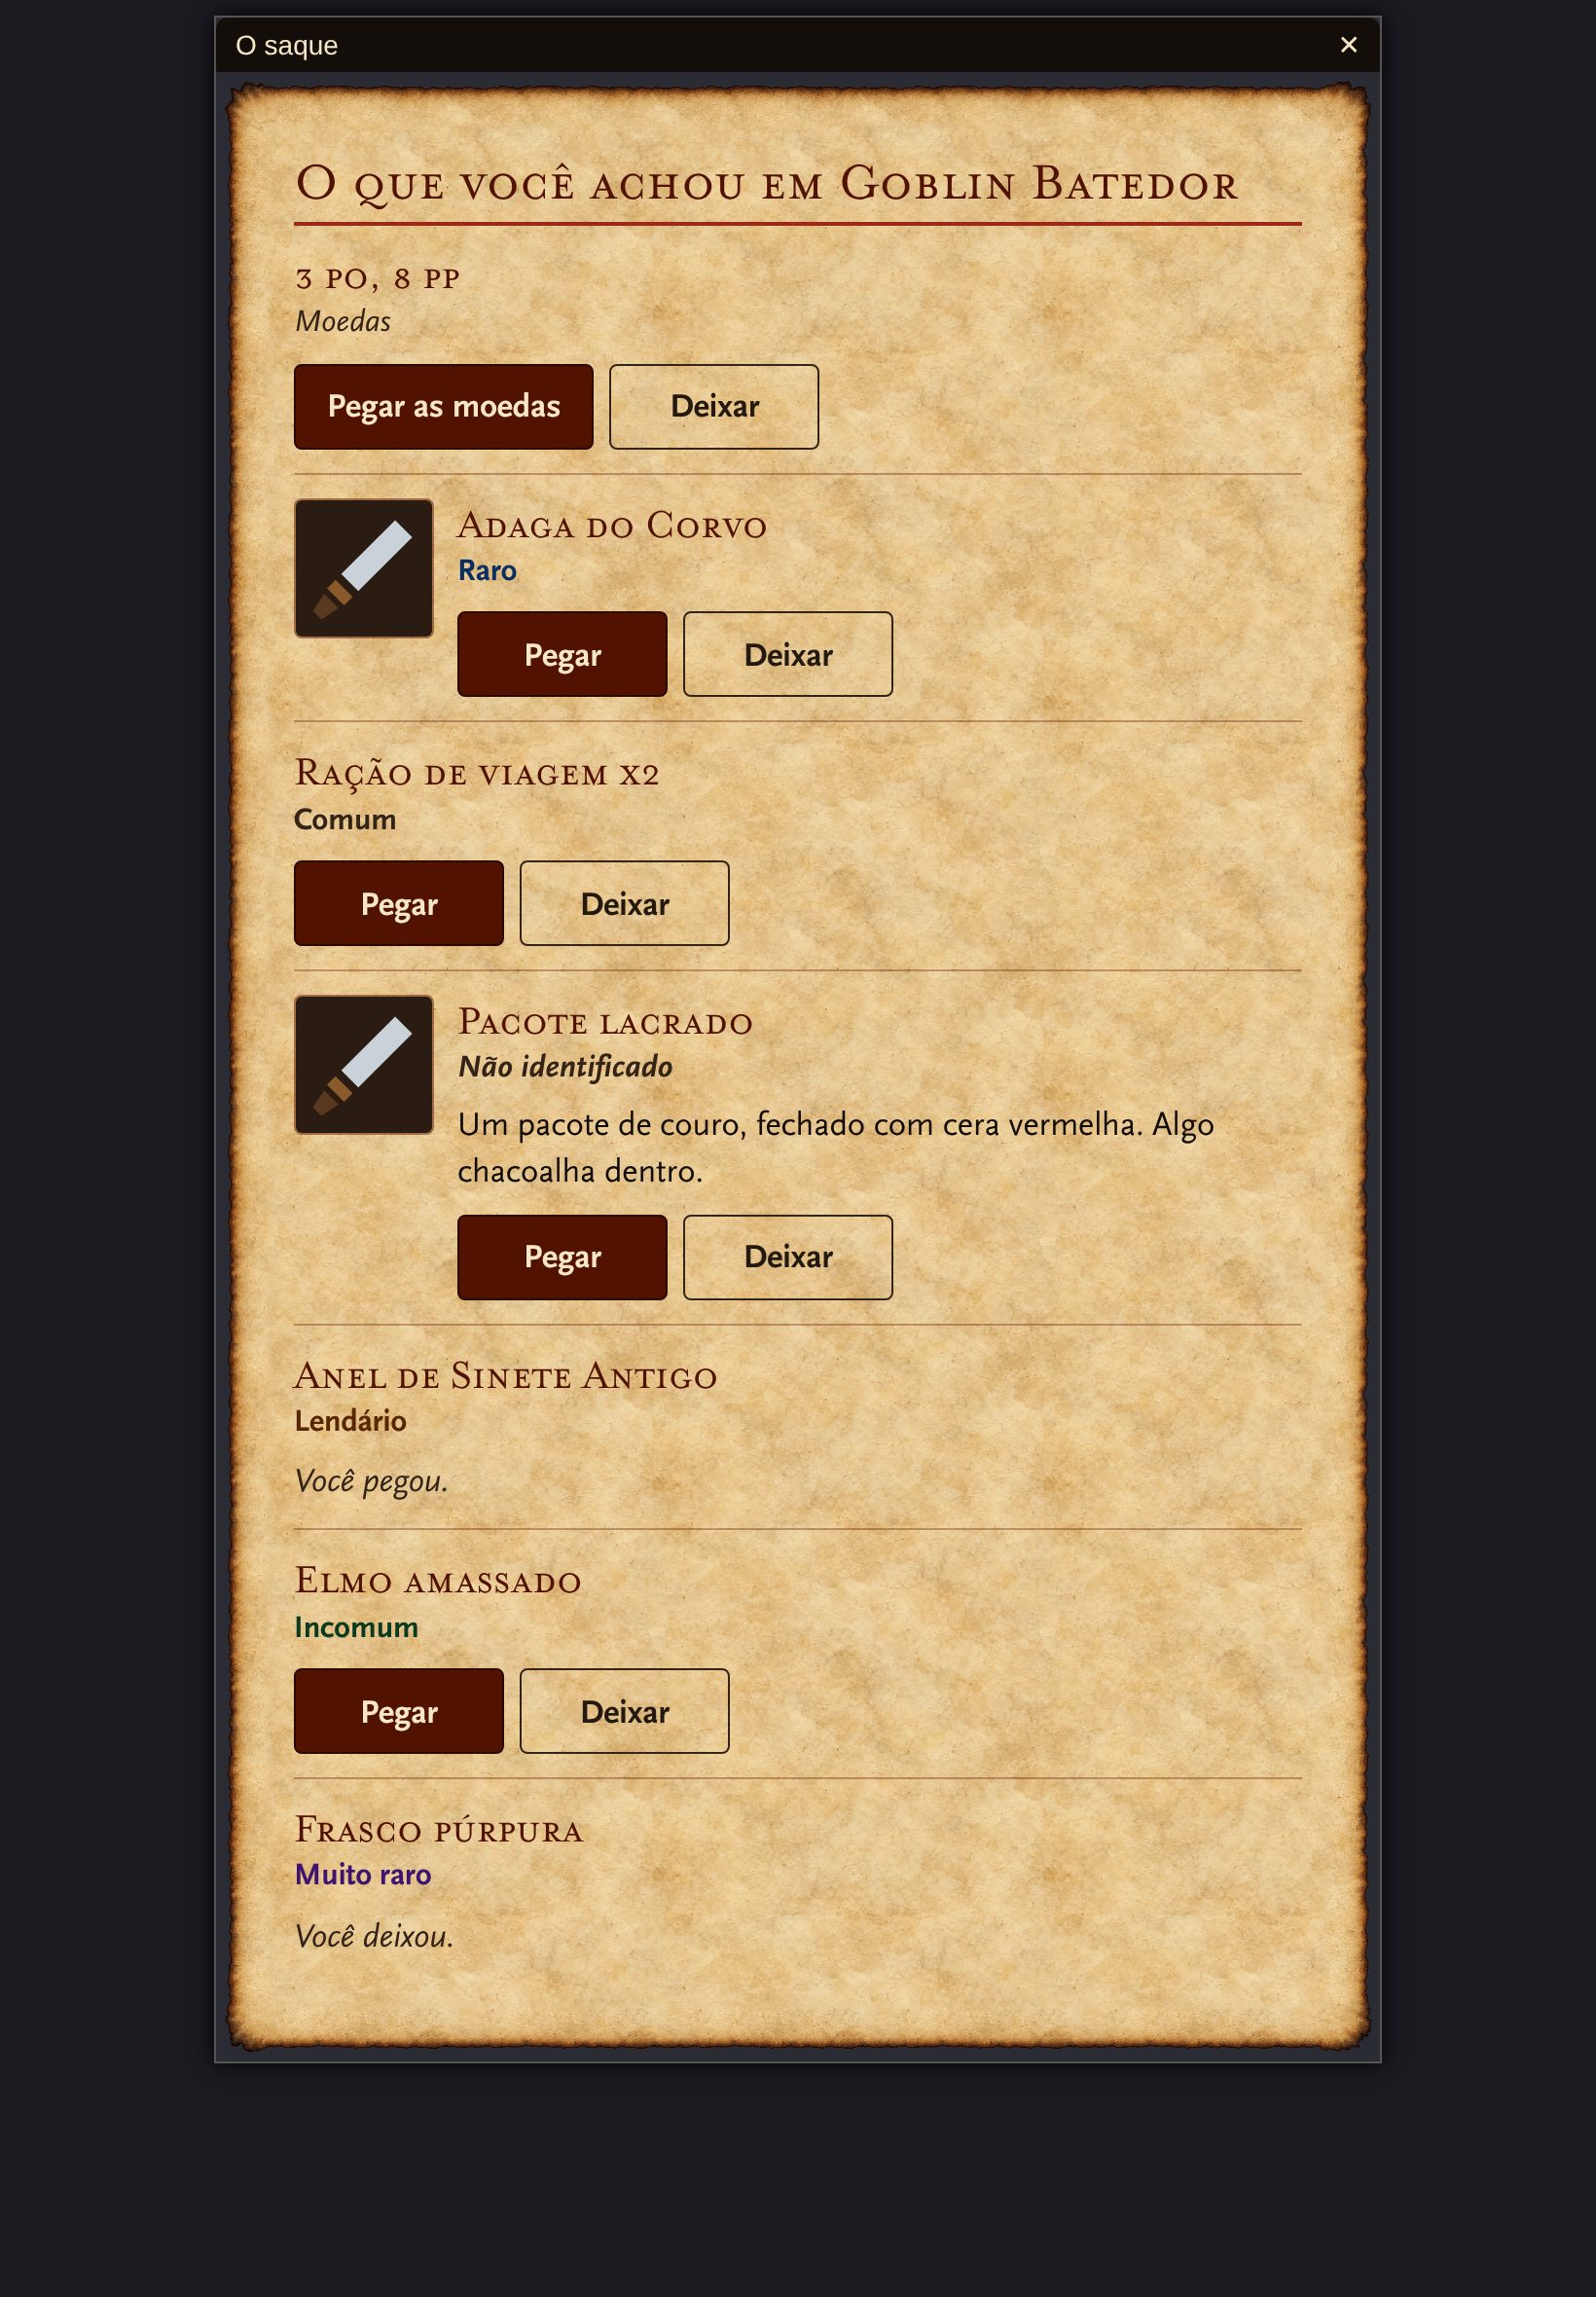 O saque
✕
O que você achou em Goblin Batedor
3 po, 8 pp
Moedas
Pegar as moedas
Deixar
Adaga do Corvo
Raro
Pegar
Deixar
Ração de viagem x2
Comum
Pegar
Deixar
Pacote lacrado
Não identificado
Um pacote de couro, fechado com cera vermelha. Algo
chacoalha dentro.
Pegar
Deixar
Anel de Sinete Antigo
Lendário
Você pegou.
Elmo amassado
Incomum
Pegar
Deixar
Frasco púrpura
Muito raro
Você deixou.